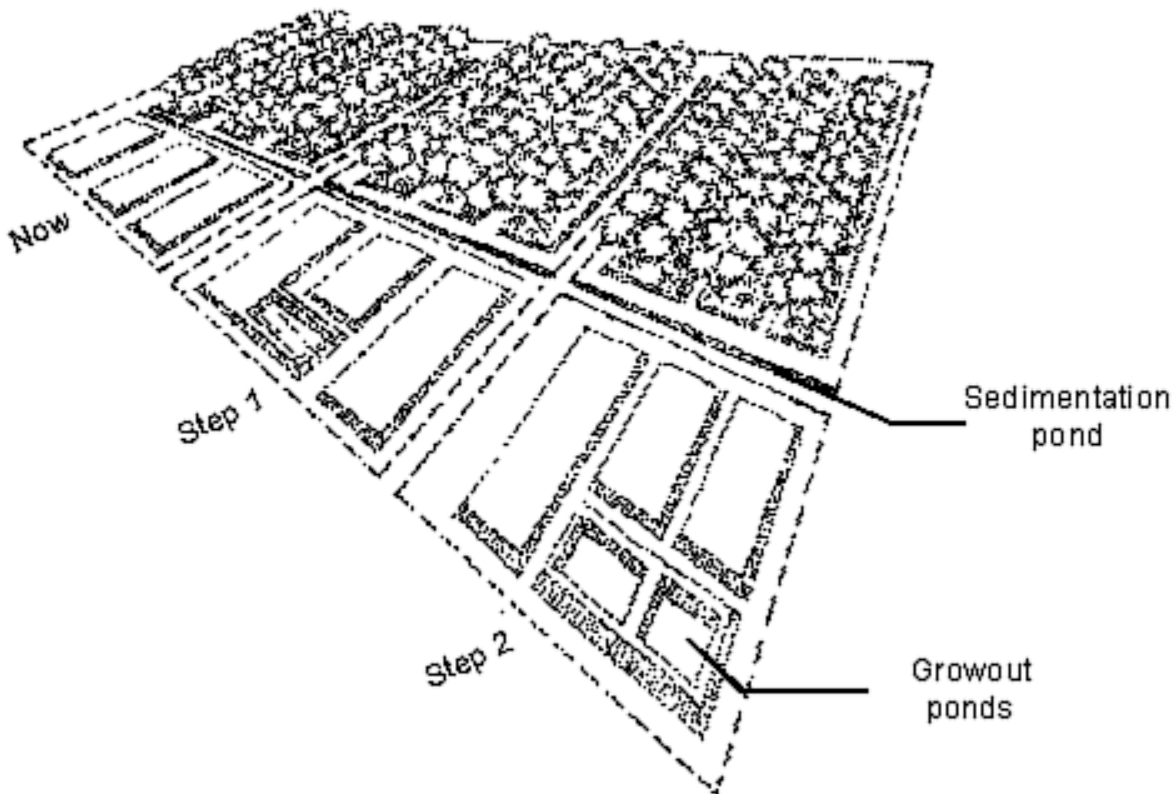 Now
Step 1
Step 2
Sedimentation
pond
Growout
ponds